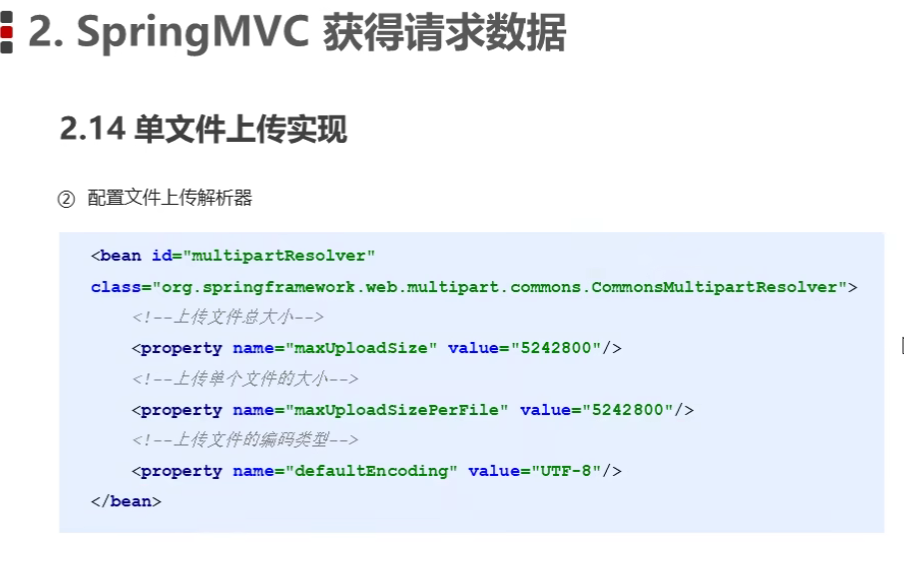 2. SpringMVC 获得请求数据
2.14 单文件上传实现
② 配置文件上传解析器
<bean id="multipartResolver"
class="org.springframework.web.multipart.commons.CommonsMultipartResolver">
<!--上传文件总大小-->
<property name="maxUploadSize" value="5242800"/>
<!--上传单个文件的大小-->
<property name="maxUploadSizePerFile" value="5242800"/>
<!--上传文件的编码类型-->
<property name="defaultEncoding" value="UTF-8"/>
</bean>